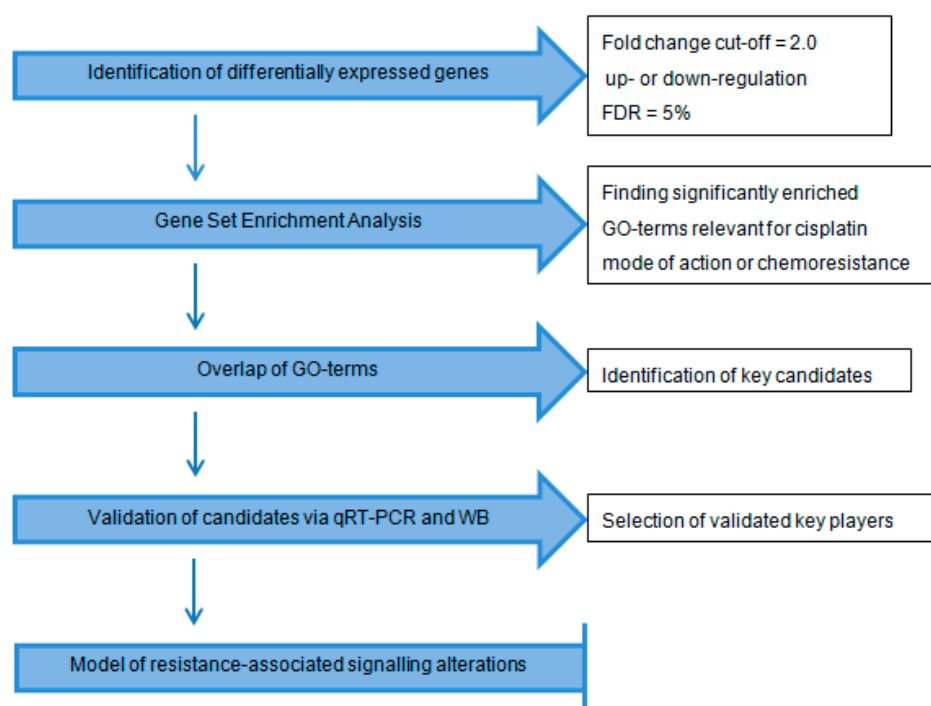 Identification of differentially expressed genes
Fold change cut-off = 2.0
up- or down-regulation
FDR = 5%
Gene Set Enrichment Analysis
Finding significantly enriched
GO-terms relevant for cisplatin
mode of action or chemoresistance
Overlap of GO-terms
Identification of key candidates
Validation of candidates via qRT-PCR and WB
Selection of validated key players
Model of resistance-associated signalling alterations